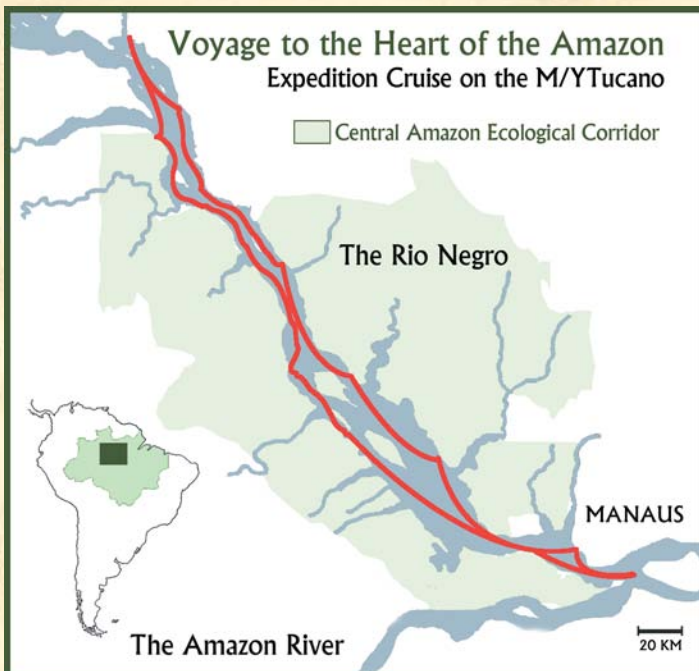 Voyage to the Heart of the Amazon
Expedition Cruise on the M/YTucano
Central Amazon Ecological Corridor
The Rio Negro
MANAUS
The Amazon River
20 KM